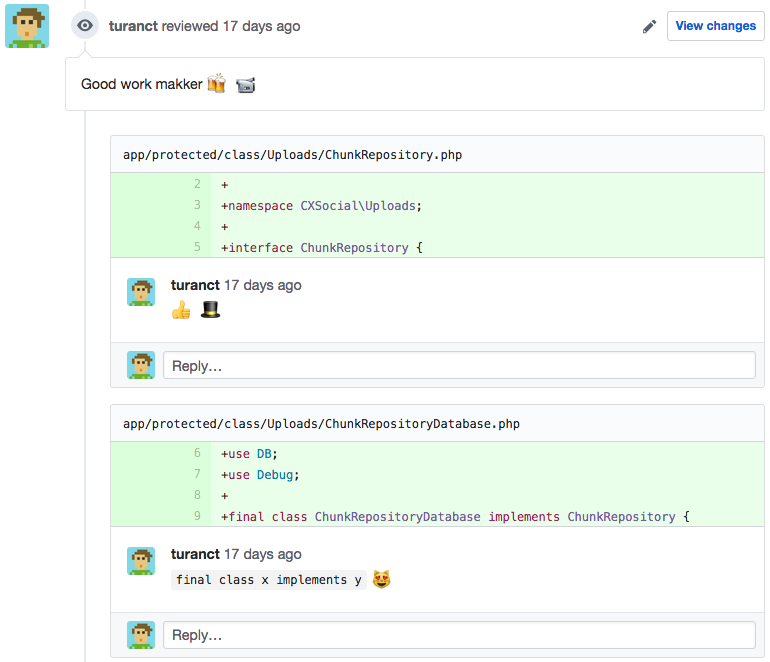 turanct reviewed 17 days ago
View changes
Good work makker 🍻 📹
app/protected/class/Uploads/ChunkRepository.php
2 +
3 +namespace CXSocial\Uploads;
4 +
5 +interface ChunkRepository {
turanct 17 days ago
👍 🎩
Reply…
app/protected/class/Uploads/ChunkRepositoryDatabase.php
6 +use DB;
7 +use Debug;
8 +
9 +final class ChunkRepositoryDatabase implements ChunkRepository {
turanct 17 days ago
final class x implements y 😻
Reply…